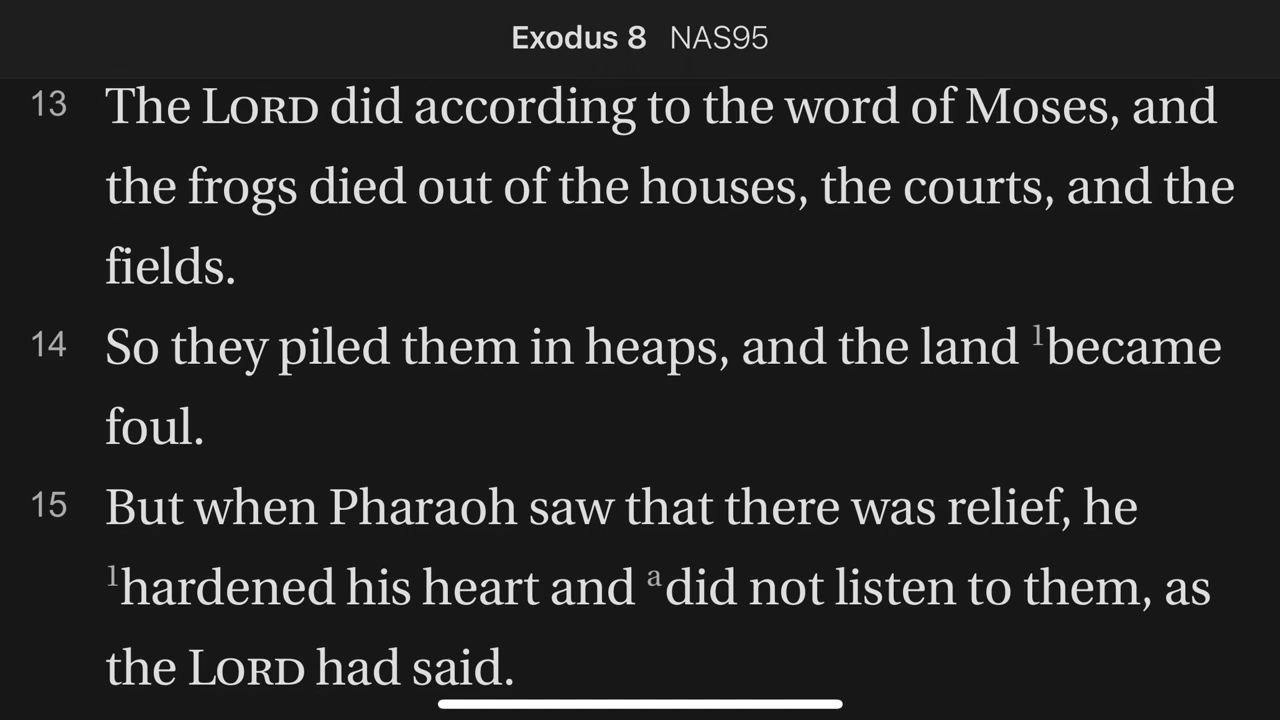 Exodus 8 NAS95
13 The LORD did according to the word of Moses, and
the frogs died out of the houses, the courts, and the
fields.
14 So they piled them in heaps, and the land 1became
foul.
15 But when Pharaoh saw that there was relief, he
1hardened his heart and adid not listen to them, as
the LORD had said.